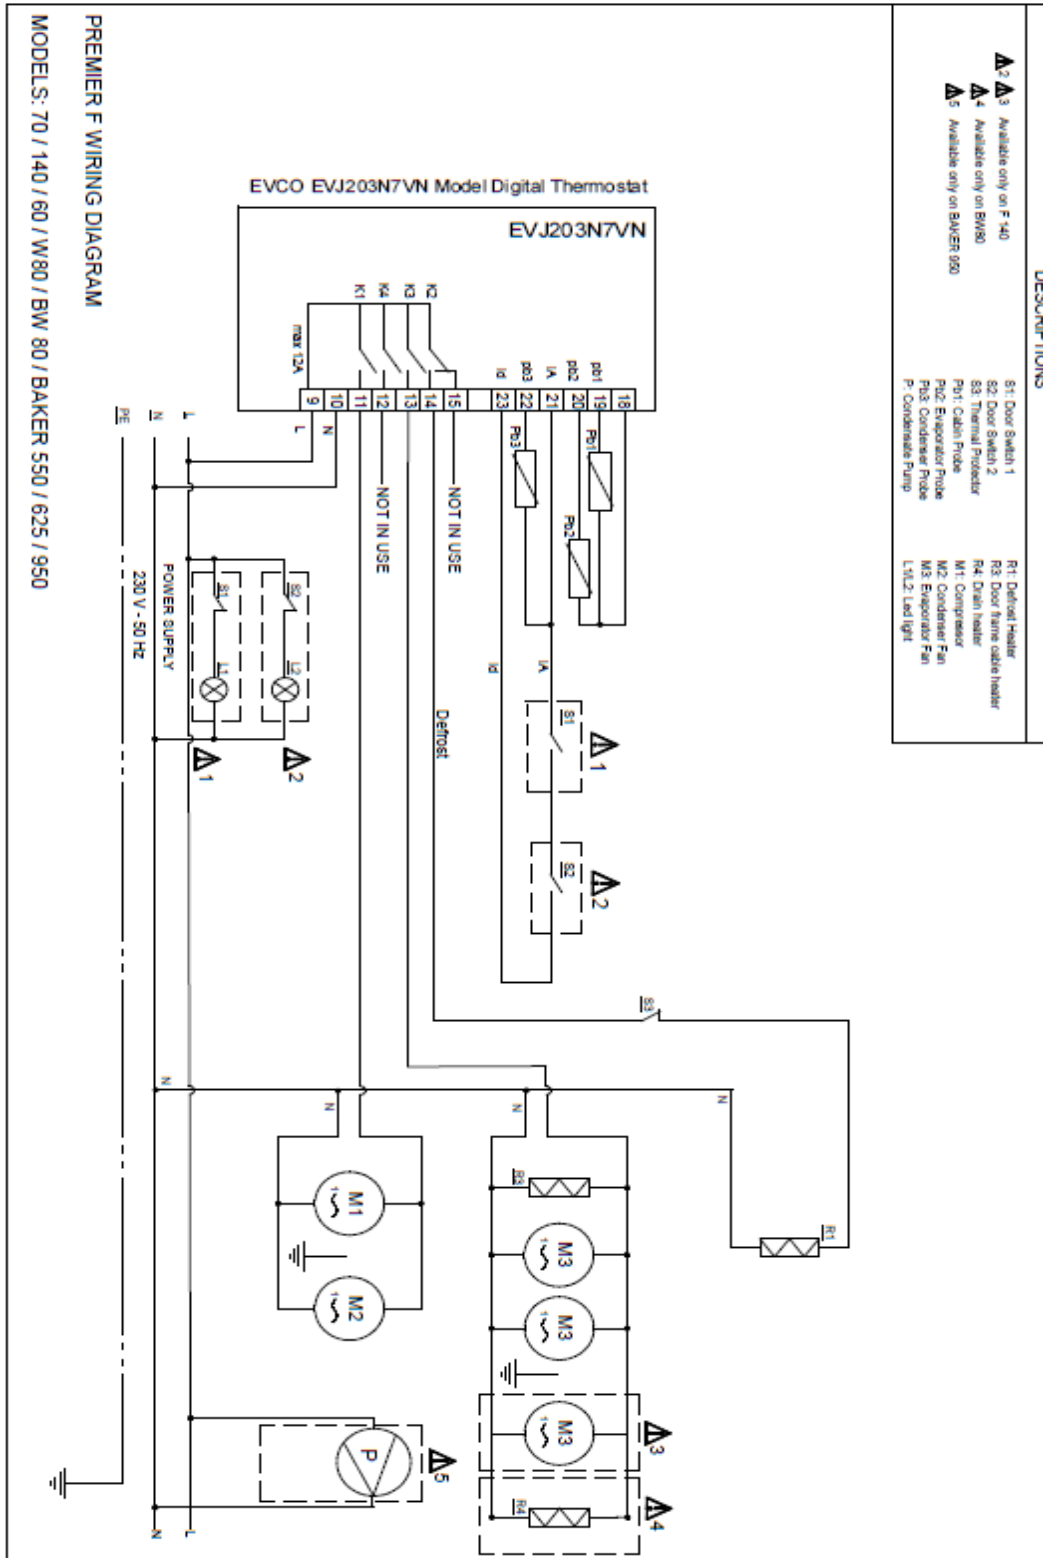 DESCRIPTIONS
S1: Door Switch 1
S2: Door Switch 2
S3: Thermal Protector
Pb1: Cabin Probe
Pb2: Evaporator Probe
Pb3: Condenser Probe
P: Condensate Pump
R1: Defrost Heater
R3: Door frame cable heater
R4: Drain heater
M1: Compressor
M2: Condenser Fan
M3: Evaporator Fan
L1/L2: Led light
2 3 Available only on F 140
4 Available only on BW80
5 Available only on BAKER 950
EVCO EVJ203N7VN Model Digital Thermostat
EVJ203N7VN
K1 K4 K3 K2
max 12A
Id pb3 IA pb2 pb1
9 10 11 12 13 14 15 23 22 21 20 19 18
L N
Pb3 Pb2 Pb1
NOT IN USE
NOT IN USE
L
N
PE
POWER SUPPLY
230 V - 50 Hz
S1 L1
1
S2 L2
2
Defrost
Id
IA
S1
1
S2
2
S3
N
N
N
N
R1
M1
1
M2
1
R3
M3
1
M3
1
M3
1
3
R4
4
P
5
L
N
PREMIER F WIRING DIAGRAM
MODELS: 70 / 140 / 60 / W80 / BW 80 / BAKER 550 / 625 / 950